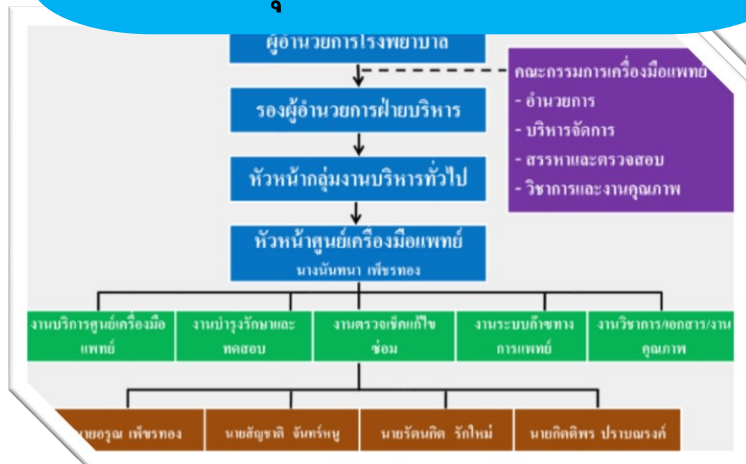 ผู้อำนวยการโรงพยาบาล
คณะกรรมการเครื่องมือแพทย์
- อำนวยการ
- บริหารจัดการ
- สรรหาและตรวจสอบ
- วิชาการและงานคุณภาพ
รองผู้อำนวยการฝ่ายบริหาร
หัวหน้ากลุ่มงานบริหารทั่วไป
หัวหน้าศูนย์เครื่องมือแพทย์
นางนันทนา เพ็ชรทอง
งานบริการศูนย์เครื่องมือ
แพทย์
งานบำรุงรักษาและ
ทดสอบ
งานตรวจเช็คแก้ไข
ซ่อม
งานระบบก๊าซทาง
การแพทย์
งานวิชาการ/เอกสาร/งาน
คุณภาพ
นายอรุณ เพ็ชรทอง
นายสัญชาติ จันทร์หนู
นายรัตนกิต รักใหม่
นายกิตติพร ปราบณรงค์